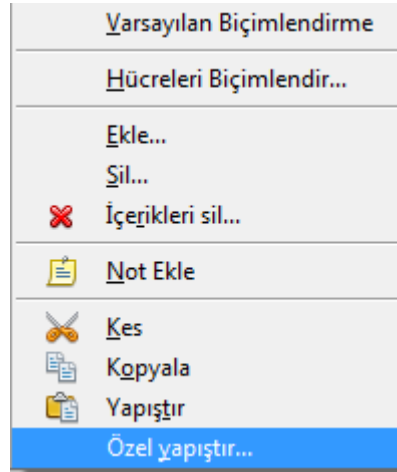 Varsayılan Biçimlendirme
Hücreleri Biçimlendir...
Ekle...
Sil...
İçerikleri sil...
Not Ekle
Kes
Kopyala
Yapıştır
Özel yapıştır...